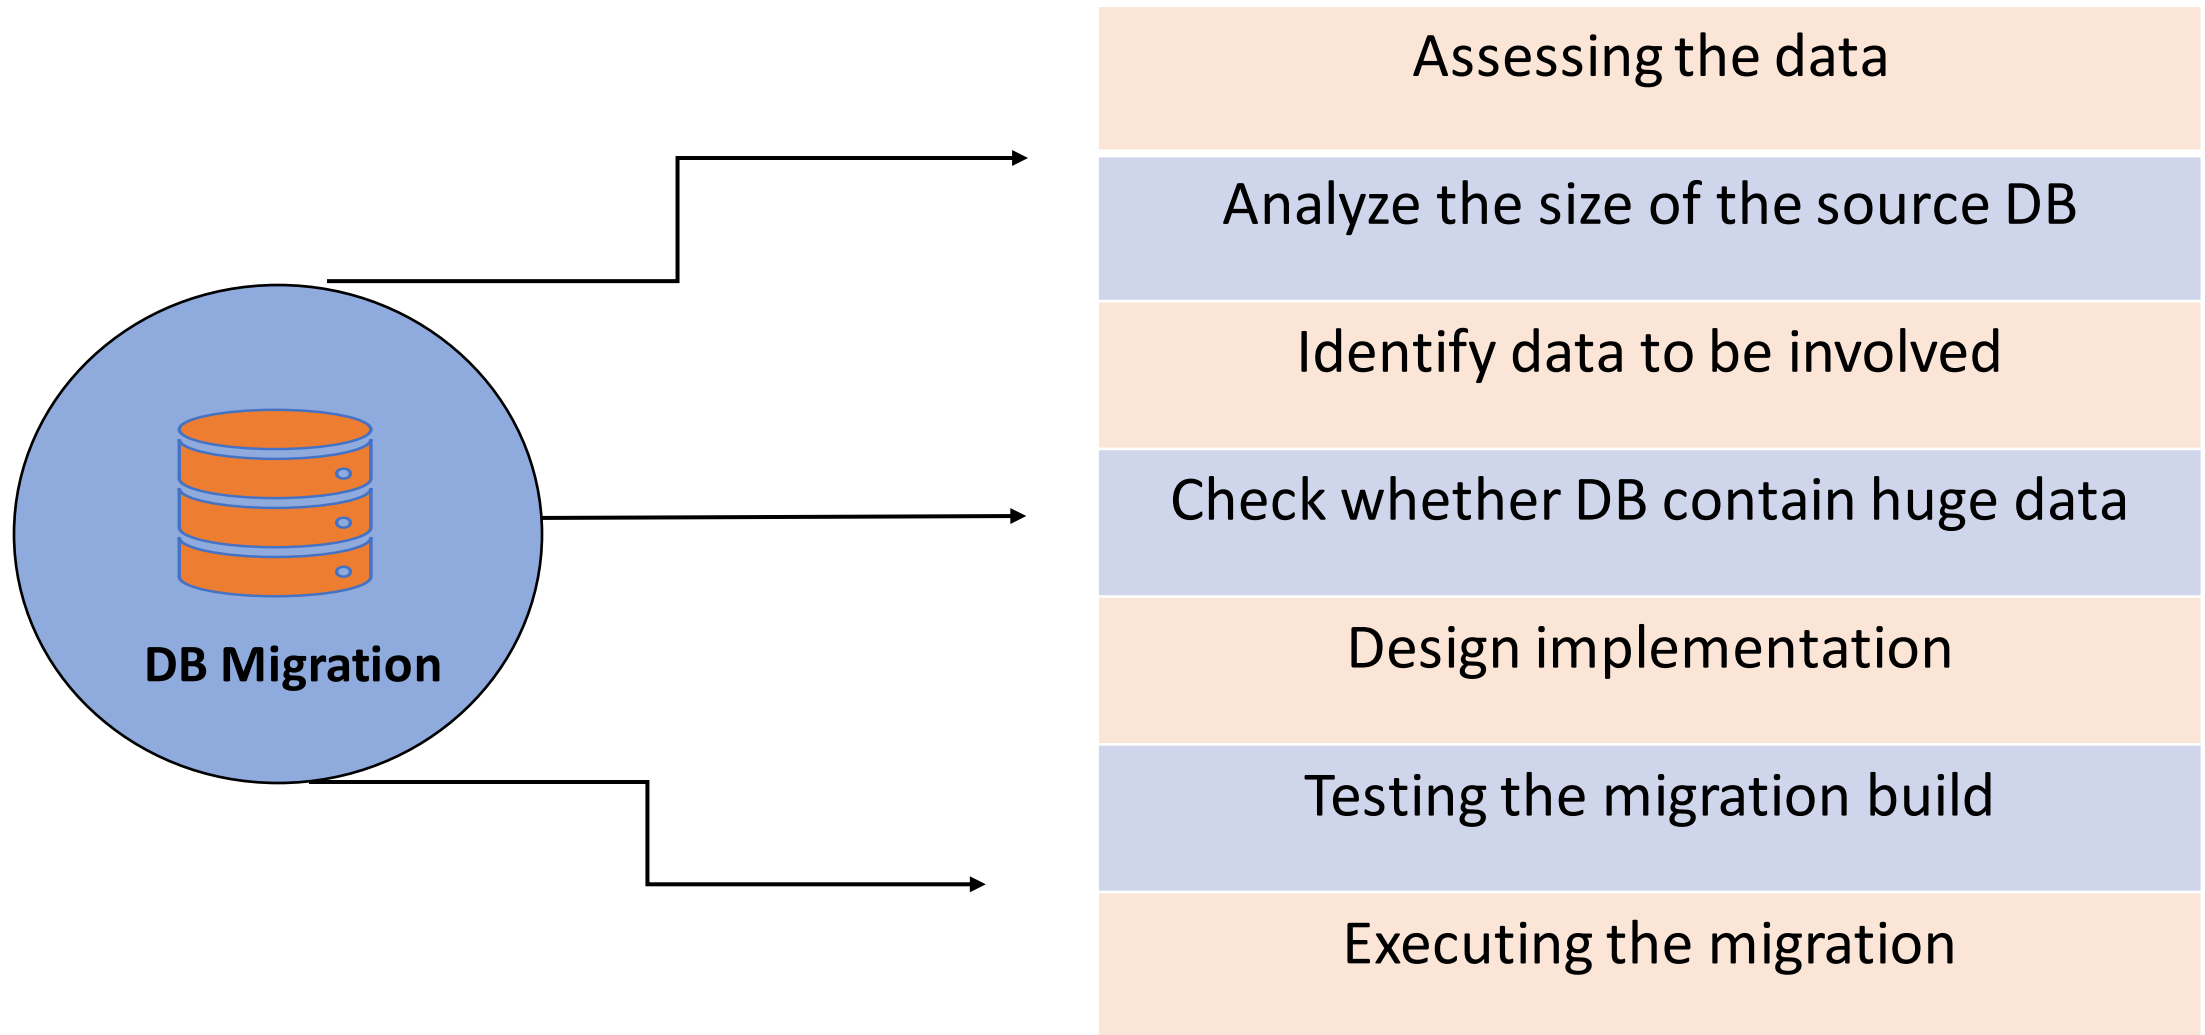 Assessing the data
Analyze the size of the source DB
Identify data to be involved
Check whether DB contain huge data
Design implementation
Testing the migration build
Executing the migration
DB Migration